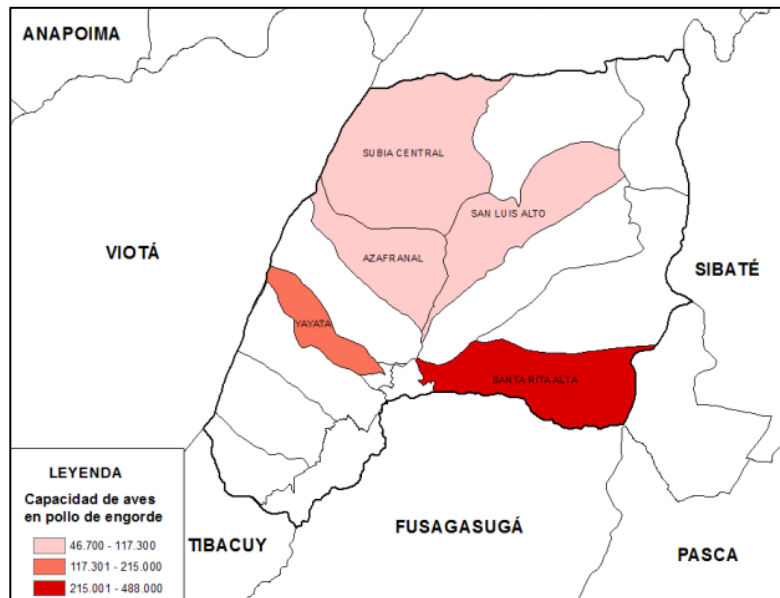 ANAPOIMA
SUBIA CENTRAL
SAN LUIS ALTO
VIOTÁ
AZAFRANAL
SIBATÉ
YAYATA
SANTA RITA ALTA
LEYENDA
Capacidad de aves
en pollo de engorde
46.700 - 117.300
117.301 - 215.000
215.001 - 488.000
TIBACUY
FUSAGASUGÁ
PASCA